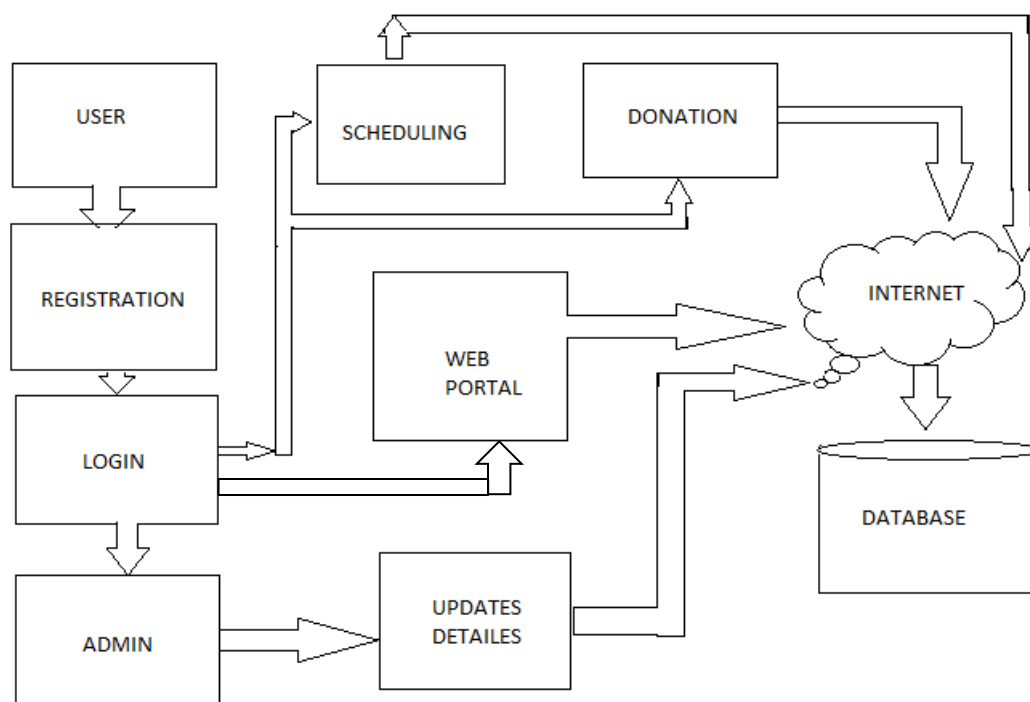 USER
SCHEDULING
DONATION
REGISTRATION
INTERNET
WEB
PORTAL
LOGIN
DATABASE
UPDATES
DETAILES
ADMIN